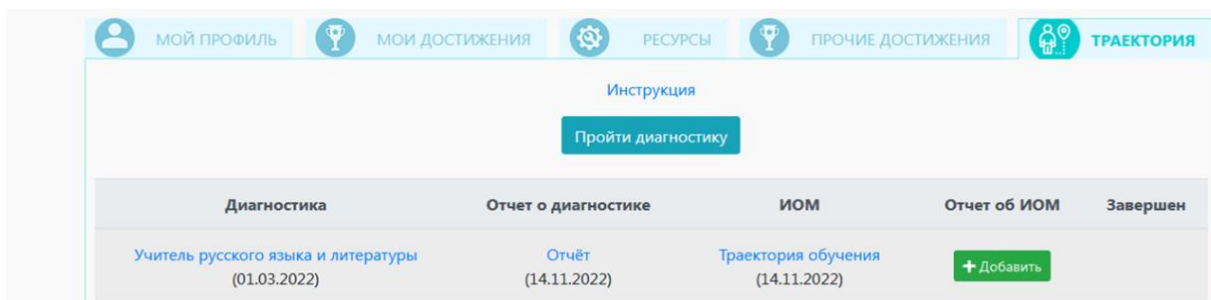 МОЙ ПРОФИЛЬ МОИ ДОСТИЖЕНИЯ РЕСУРСЫ ПРОЧИЕ ДОСТИЖЕНИЯ ТРАЕКТОРИЯ
Инструкция
Пройти диагностику
Диагностика Отчет о диагностике ИОМ Отчет об ИОМ Завершен
Учитель русского языка и литературы Отчёт Траектория обучения + Добавить
(01.03.2022) (14.11.2022) (14.11.2022)